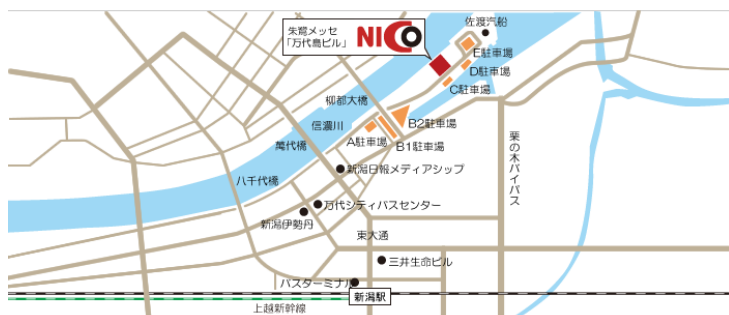 朱鷺メッセ
「万代島ビル」
NICO
佐渡汽船
E駐車場
D駐車場
C駐車場
柳都大橋
信濃川
B2駐車場
A駐車場
B1駐車場
萬代橋
栗の木バイパス
新潟日報メディアシップ
八千代橋
万代シティバスセンター
新潟伊勢丹
東大通
三井生命ビル
バスターミナル
新潟駅
上越新幹線